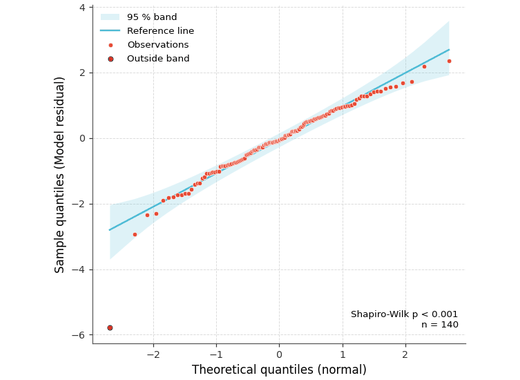 95 % band
Reference line
Observations
Outside band
4
2
0
−2
−4
−6
Sample quantiles (Model residual)
Shapiro-Wilk p < 0.001
n = 140
−2
−1
0
1
2
Theoretical quantiles (normal)